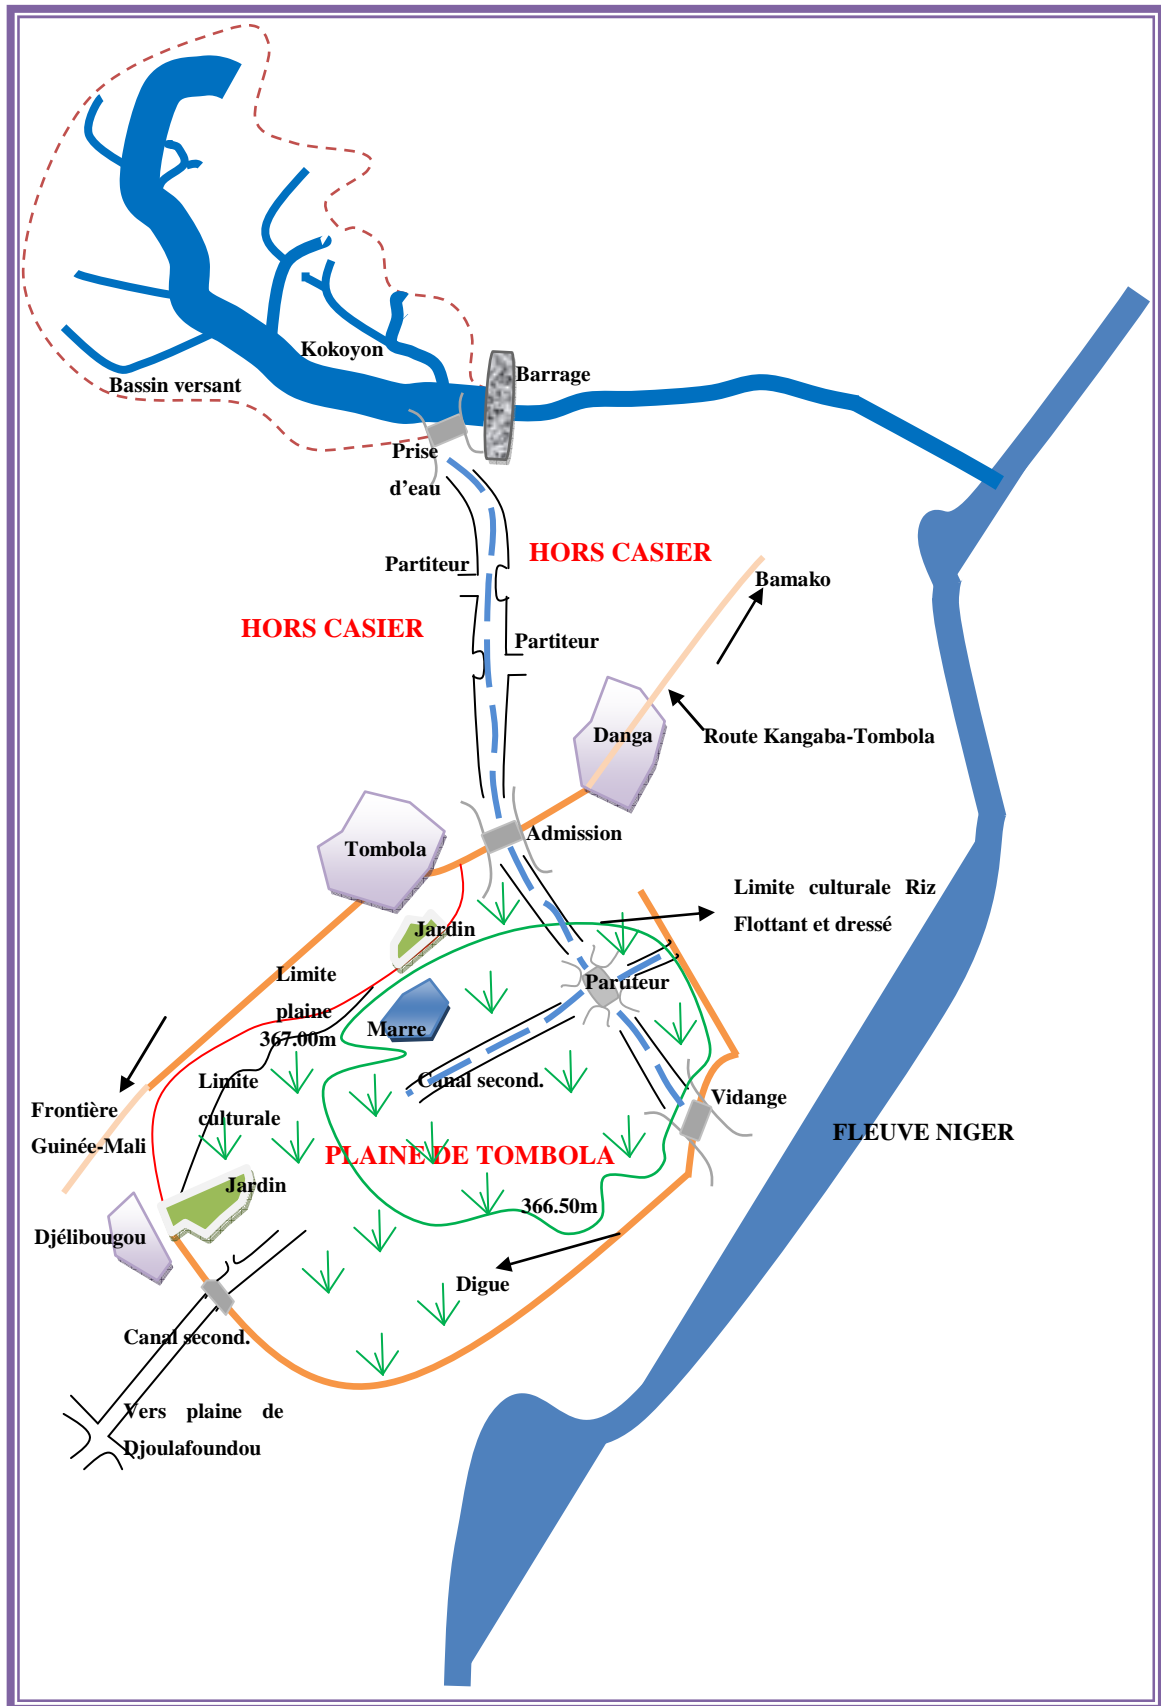 Kokoyon
Barrage
Bassin versant
Prise
d’eau
HORS CASIER
Partiteur
Bamako
HORS CASIER
Partiteur
Danga
Route Kangaba-Tombola
Admission
Tombola
Limite culturale Riz
Flottant et dressé
Jardin
Limite
plaine
367.00m
Partiteur
Marre
Canal second.
Limite
culturale
Vidange
Frontière
Guinée-Mali
FLEUVE NIGER
PLAINE DE TOMBOLA
Jardin
366.50m
Djélibougou
Digue
Canal second.
Vers plaine de
Djoulafoundou